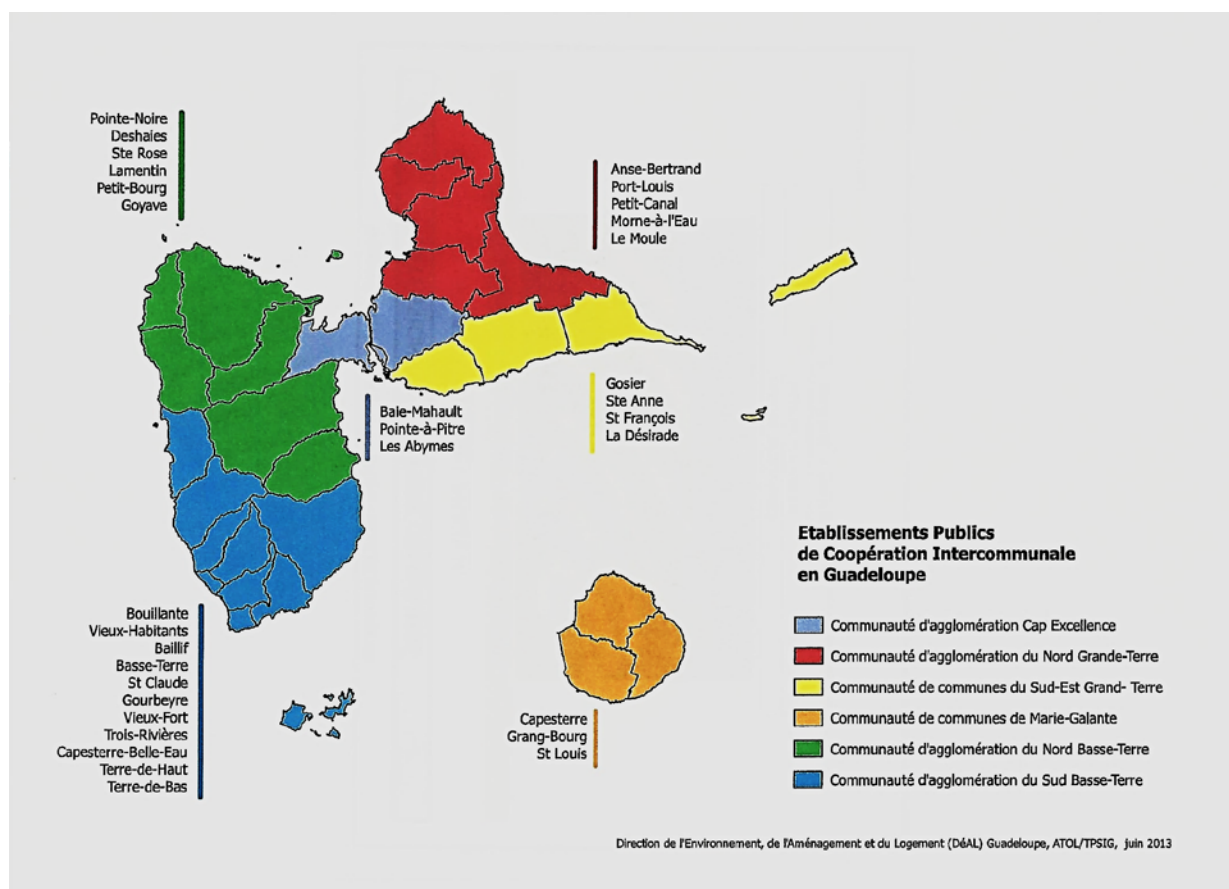 Pointe-Noire
Deshaies
Ste Rose
Lamentin
Petit-Bourg
Goyave
Anse-Bertrand
Port-Louis
Petit-Canal
Morne-à-l'Eau
Le Moule
Baie-Mahault
Pointe-à-Pitre
Les Abymes
Gosier
Ste Anne
St François
La Désirade
Bouillante
Vieux-Habitants
Baillif
Basse-Terre
St Claude
Gourbeyre
Vieux-Fort
Trois-Rivières
Capesterre-Belle-Eau
Terre-de-Haut
Terre-de-Bas
Capesterre
Grang-Bourg
St Louis
Etablissements Publics
de Coopération Intercommunale
en Guadeloupe
Communauté d'agglomération Cap Excellence
Communauté d'agglomération du Nord Grande-Terre
Communauté de communes du Sud-Est Grand- Terre
Communauté de communes de Marie-Galante
Communauté d'agglomération du Nord Basse-Terre
Communauté d'agglomération du Sud Basse-Terre
Direction de l'Environnement, de l'Aménagement et du Logement (DéAL) Guadeloupe, ATOL/TPSIG, juin 2013